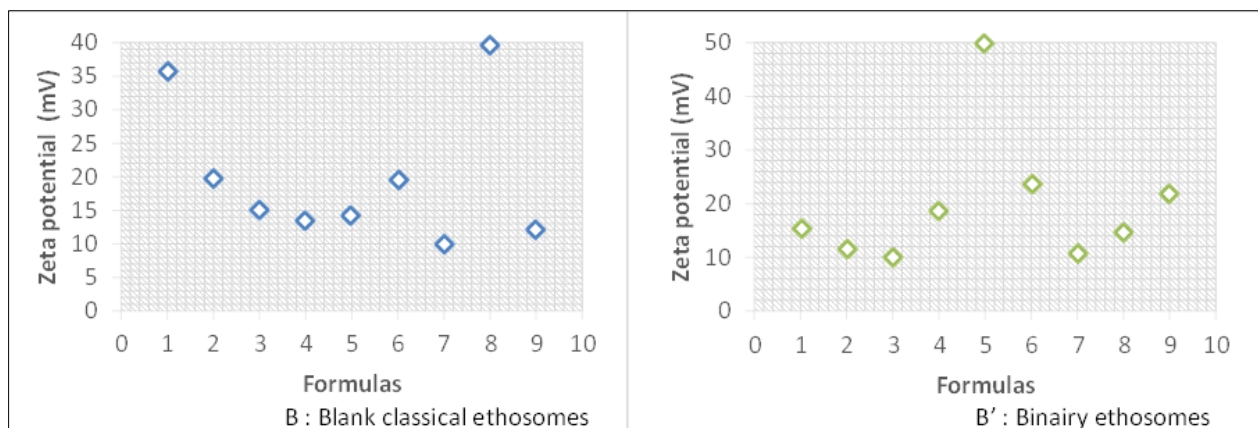 Zeta potential (mV)
40
35
30
25
20
15
10
5
0
0 1 2 3 4 5 6 7 8 9 10
Formulas
B : Blank classical ethosomes
Zeta potential (mV)
50
40
30
20
10
0
0 1 2 3 4 5 6 7 8 9 10
Formulas
B' : Binairy ethosomes